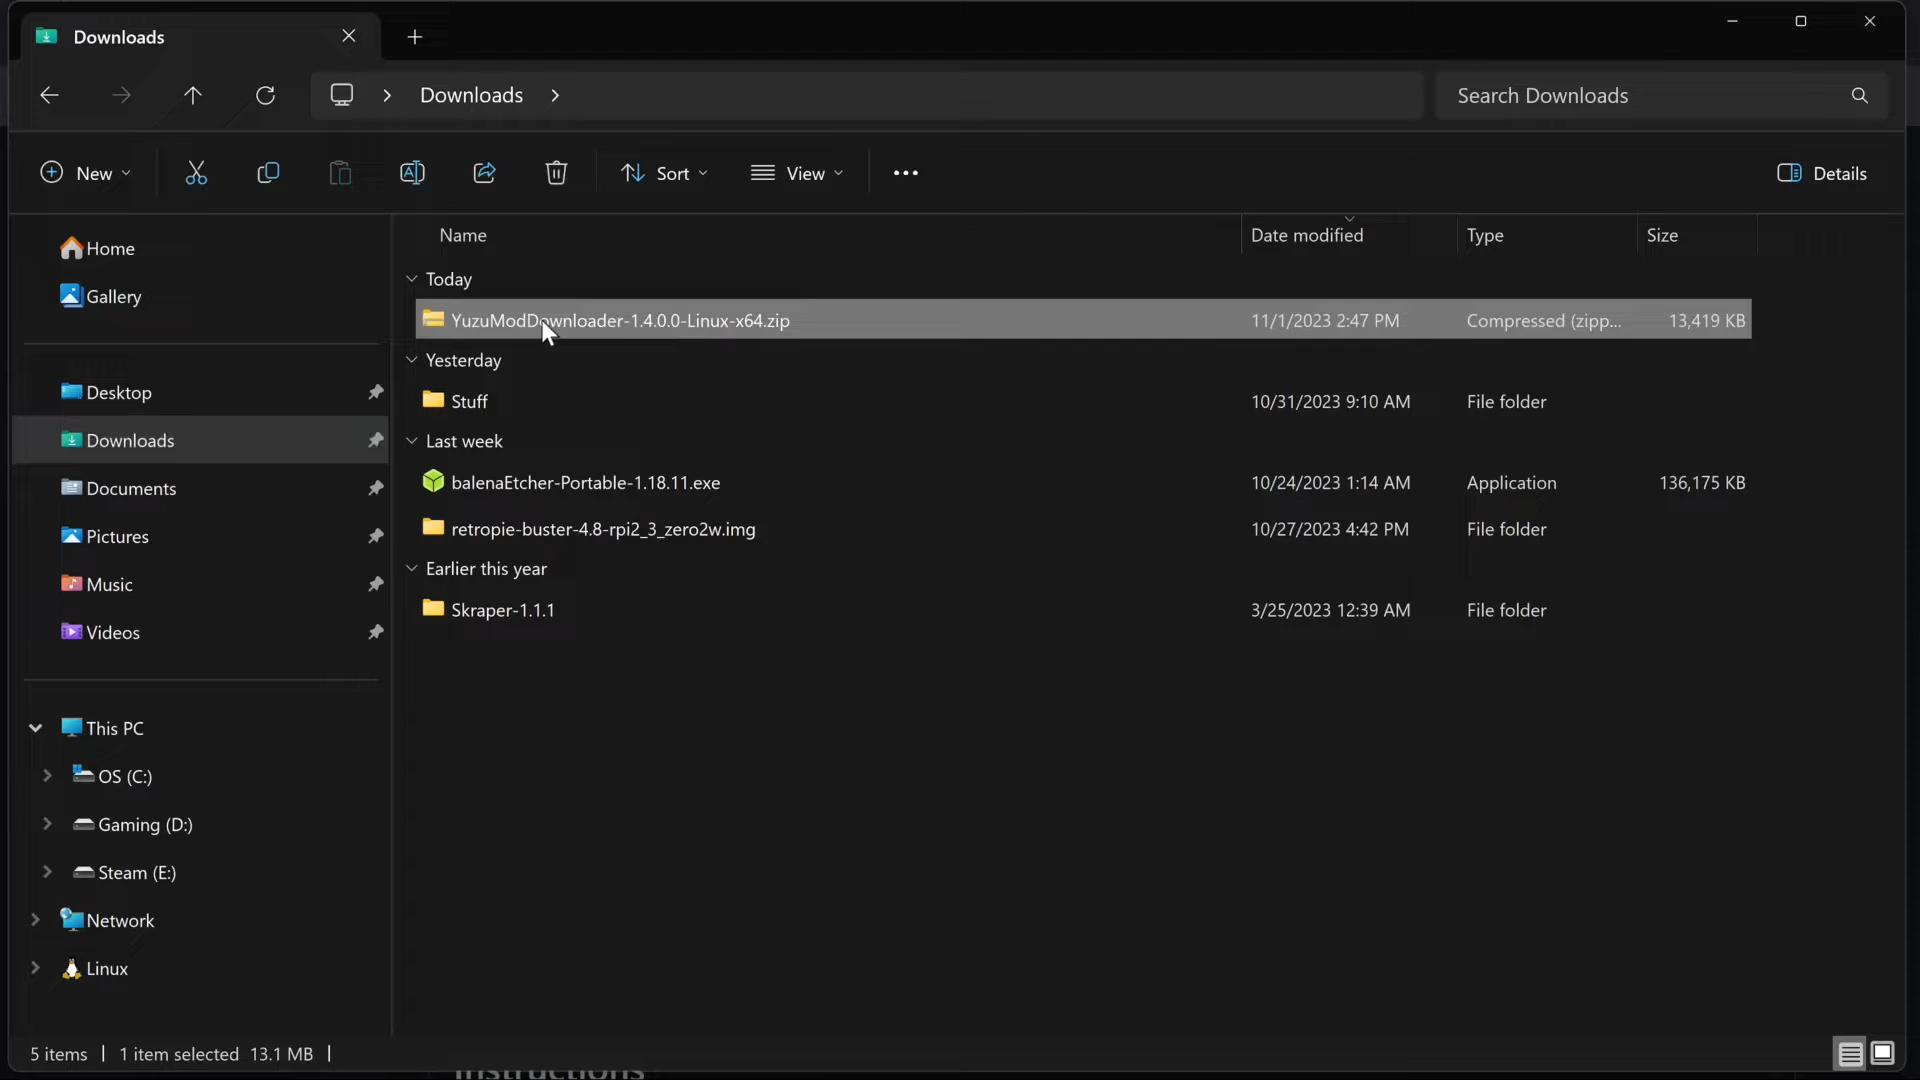 Downloads
Downloads
Search Downloads
New
Sort
View
Details
Home
Gallery
Desktop
Downloads
Documents
Pictures
Music
Videos
This PC
OS (C:)
Gaming (D:)
Steam (E:)
Network
Linux
Name Date modified Type Size
Today
YuzuModDownloader-1.4.0.0-Linux-x64.zip 11/1/2023 2:47 PM Compressed (zipp... 13,419 KB
Yesterday
Stuff 10/31/2023 9:10 AM File folder
Last week
balenaEtcher-Portable-1.18.11.exe 10/24/2023 1:14 AM Application 136,175 KB
retropie-buster-4.8-rpi2_3_zero2w.img 10/27/2023 4:42 PM File folder
Earlier this year
Skraper-1.1.1 3/25/2023 12:39 AM File folder
5 items 1 item selected 13.1 MB
Instructions